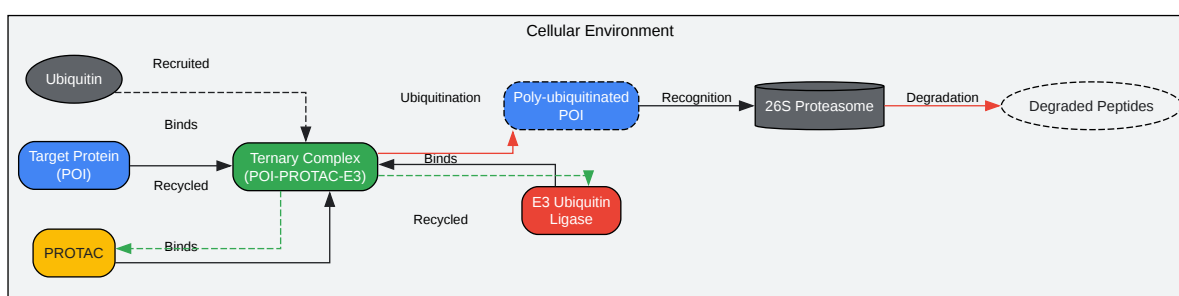 Cellular Environment
Recruited
Ubiquitin
Ubiquitination
Poly-ubiquitinated
POI
Recognition
26S Proteasome
Degradation
Degraded Peptides
Binds
Target Protein
(POI)
Ternary Complex
(POI-PROTAC-E3)
Binds
Recycled
E3 Ubiquitin
Ligase
Recycled
PROTAC
Binds